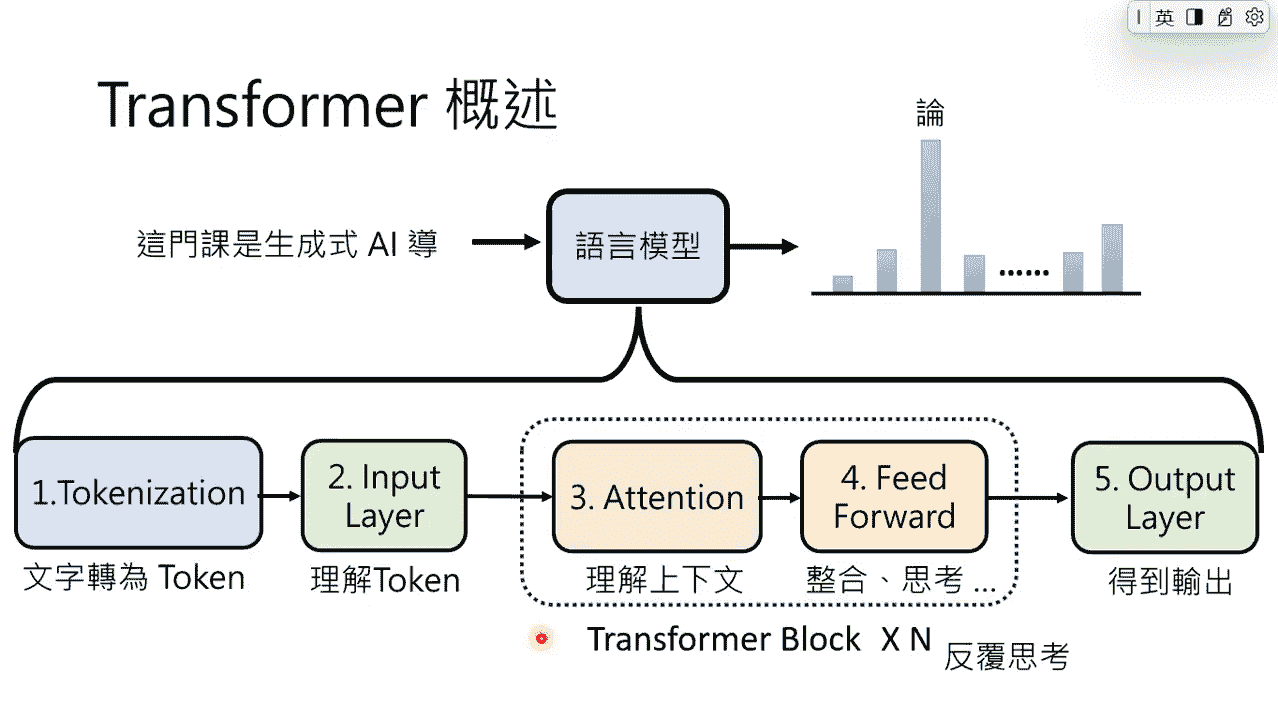 英
Transformer 概述
論
這門課是生成式 AI 導
語言模型
......
1.Tokenization
2. Input
Layer
3. Attention
4. Feed
Forward
5. Output
Layer
文字轉為 Token
理解Token
理解上下文
整合、思考 ...
得到輸出
Transformer Block X N
反覆思考